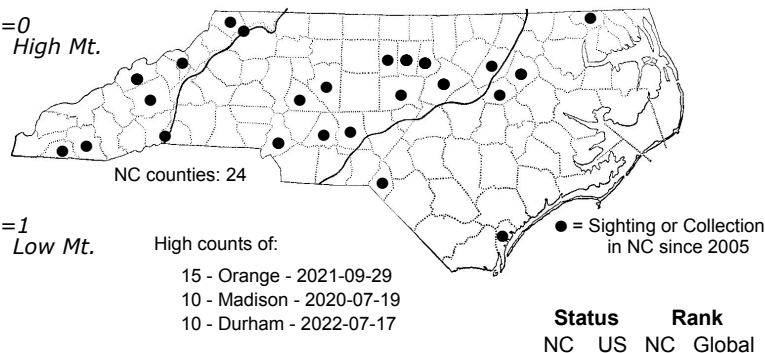 =0
High Mt.
NC counties: 24
=1
Low Mt.
High counts of:
15 - Orange - 2021-09-29
10 - Madison - 2020-07-19
10 - Durham - 2022-07-17
● = Sighting or Collection
in NC since 2005
Status Rank
NC US NC Global